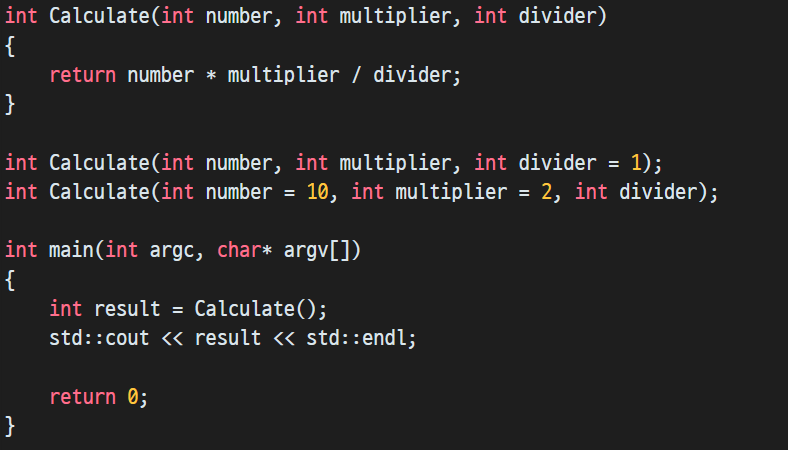 int Calculate(int number, int multiplier, int divider)
{
    return number * multiplier / divider;
}

int Calculate(int number, int multiplier, int divider = 1);
int Calculate(int number = 10, int multiplier = 2, int divider);

int main(int argc, char* argv[])
{
    int result = Calculate();
    std::cout << result << std::endl;

    return 0;
}